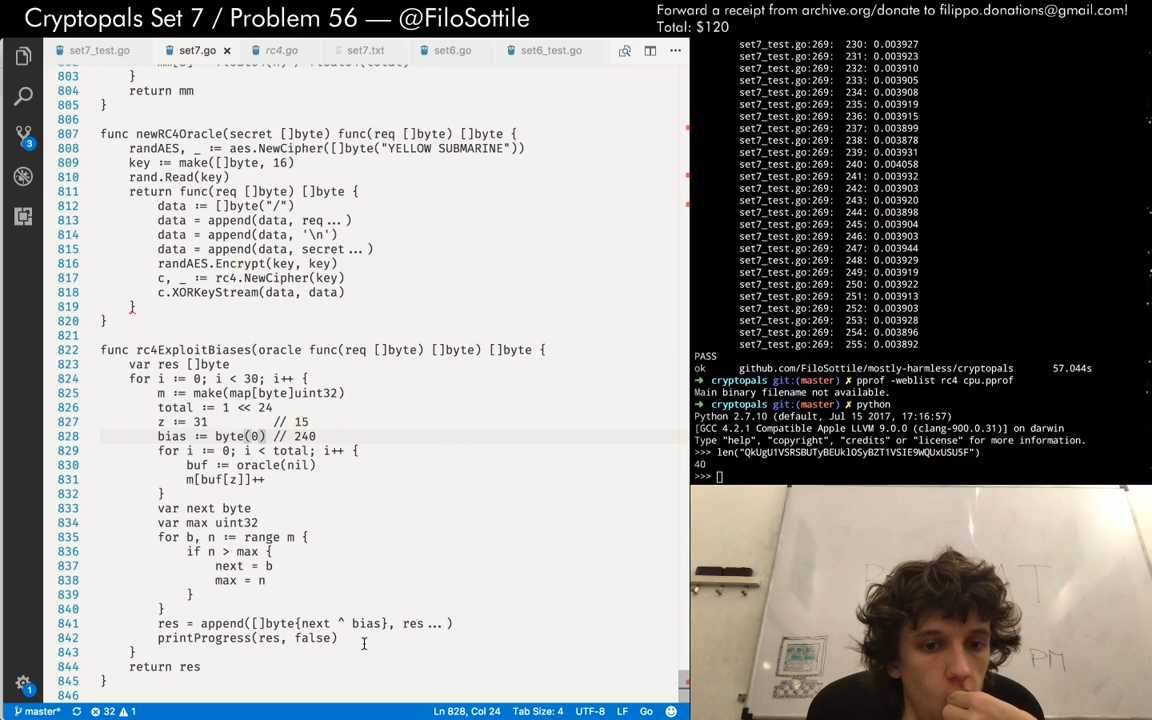 Cryptopals Set 7 / Problem 56 — @FiloSottile
Forward a receipt from archive.org/donate to filippo.donations@gmail.com!
Total: $120
set7_test.go
set7.go
rc4.go
set7.txt
set6.go
set6_test.go
803 }
804 return mm
805 }
806
807 func newRC4Oracle(secret []byte) func(req []byte) []byte {
808 randAES, _ := aes.NewCipher([]byte("YELLOW SUBMARINE"))
809 key := make([]byte, 16)
810 rand.Read(key)
811 return func(req []byte) []byte {
812 data := []byte("/")
813 data = append(data, req...)
814 data = append(data, '\n')
815 data = append(data, secret...)
816 randAES.Encrypt(key, key)
817 c, _ := rc4.NewCipher(key)
818 c.XORKeyStream(data, data)
819 }
820 }
821
822 func rc4ExploitBiases(oracle func(req []byte) []byte) []byte {
823 var res []byte
824 for i := 0; i < 30; i++ {
825 m := make(map[byte]uint32)
826 total := 1 << 24
827 z := 31 // 15
828 bias := byte(0) // 240
829 for i := 0; i < total; i++ {
830 buf := oracle(nil)
831 m[buf[z]]++
832 }
833 var next byte
834 var max uint32
835 for b, n := range m {
836 if n > max {
837 next = b
838 max = n
839 }
840 }
841 res = append([]byte{next ^ bias}, res...)
842 printProgress(res, false)
843 }
844 return res
845 }
846
set7_test.go:269: 230: 0.003927
set7_test.go:269: 231: 0.003923
set7_test.go:269: 232: 0.003910
set7_test.go:269: 233: 0.003905
set7_test.go:269: 234: 0.003908
set7_test.go:269: 235: 0.003919
set7_test.go:269: 236: 0.003915
set7_test.go:269: 237: 0.003899
set7_test.go:269: 238: 0.003878
set7_test.go:269: 239: 0.003931
set7_test.go:269: 240: 0.004058
set7_test.go:269: 241: 0.003932
set7_test.go:269: 242: 0.003903
set7_test.go:269: 243: 0.003920
set7_test.go:269: 244: 0.003898
set7_test.go:269: 245: 0.003904
set7_test.go:269: 246: 0.003903
set7_test.go:269: 247: 0.003944
set7_test.go:269: 248: 0.003929
set7_test.go:269: 249: 0.003919
set7_test.go:269: 250: 0.003922
set7_test.go:269: 251: 0.003913
set7_test.go:269: 252: 0.003903
set7_test.go:269: 253: 0.003928
set7_test.go:269: 254: 0.003896
set7_test.go:269: 255: 0.003892
PASS
ok github.com/FiloSottile/mostly-harmless/cryptopals 57.044s
➜ cryptopals git:(master) ✗ pprof -weblist rc4 cpu.pprof
Main binary filename not available.
➜ cryptopals git:(master) ✗ python
Python 2.7.10 (default, Jul 15 2017, 17:16:57)
[GCC 4.2.1 Compatible Apple LLVM 9.0.0 (clang-900.0.31)] on darwin
Type "help", "copyright", "credits" or "license" for more information.
>>> len("QkUgU1VSRSBUTyBEUklOSyBZT1VSIE9WQUxUSU5F")
40
>>>
PM
3
1
master*
32
1
Ln 828, Col 24
Tab Size: 4
UTF-8
LF
Go